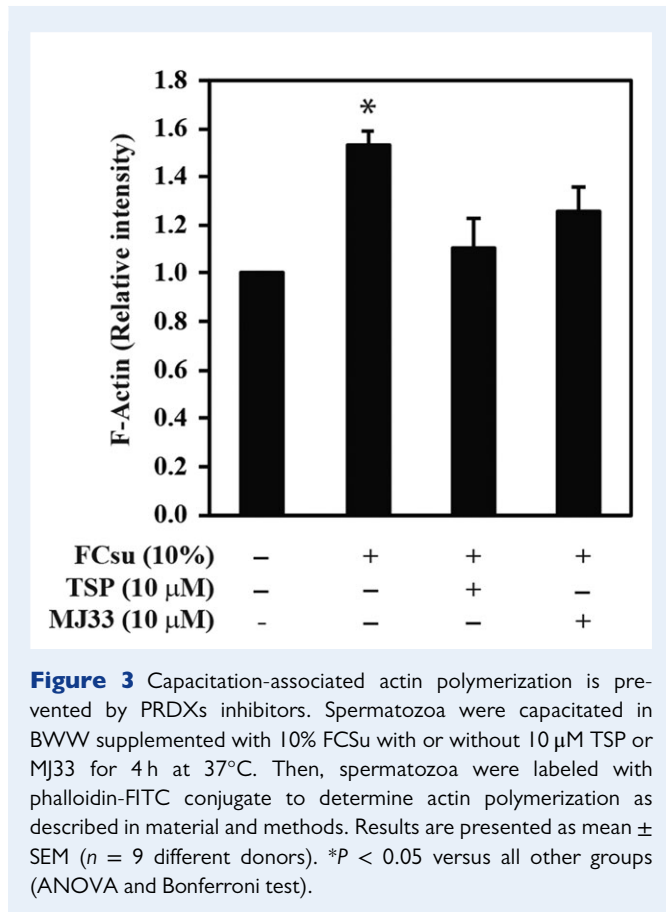 1.8
1.6
1.4
1.2
1.0
0.8
0.6
0.4
0.2
0.0
F-Actin (Relative intensity)
*
FCsu (10%) – + + +
TSP (10 µM) – – + –
MJ33 (10 µM) - – – +
Figure 3 Capacitation-associated actin polymerization is pre-
vented by PRDXs inhibitors. Spermatozoa were capacitated in
BWW supplemented with 10% FCSu with or without 10 µM TSP or
MJ33 for 4 h at 37°C. Then, spermatozoa were labeled with
phalloidin-FITC conjugate to determine actin polymerization as
described in material and methods. Results are presented as mean ±
SEM (n = 9 different donors). *P < 0.05 versus all other groups
(ANOVA and Bonferroni test).